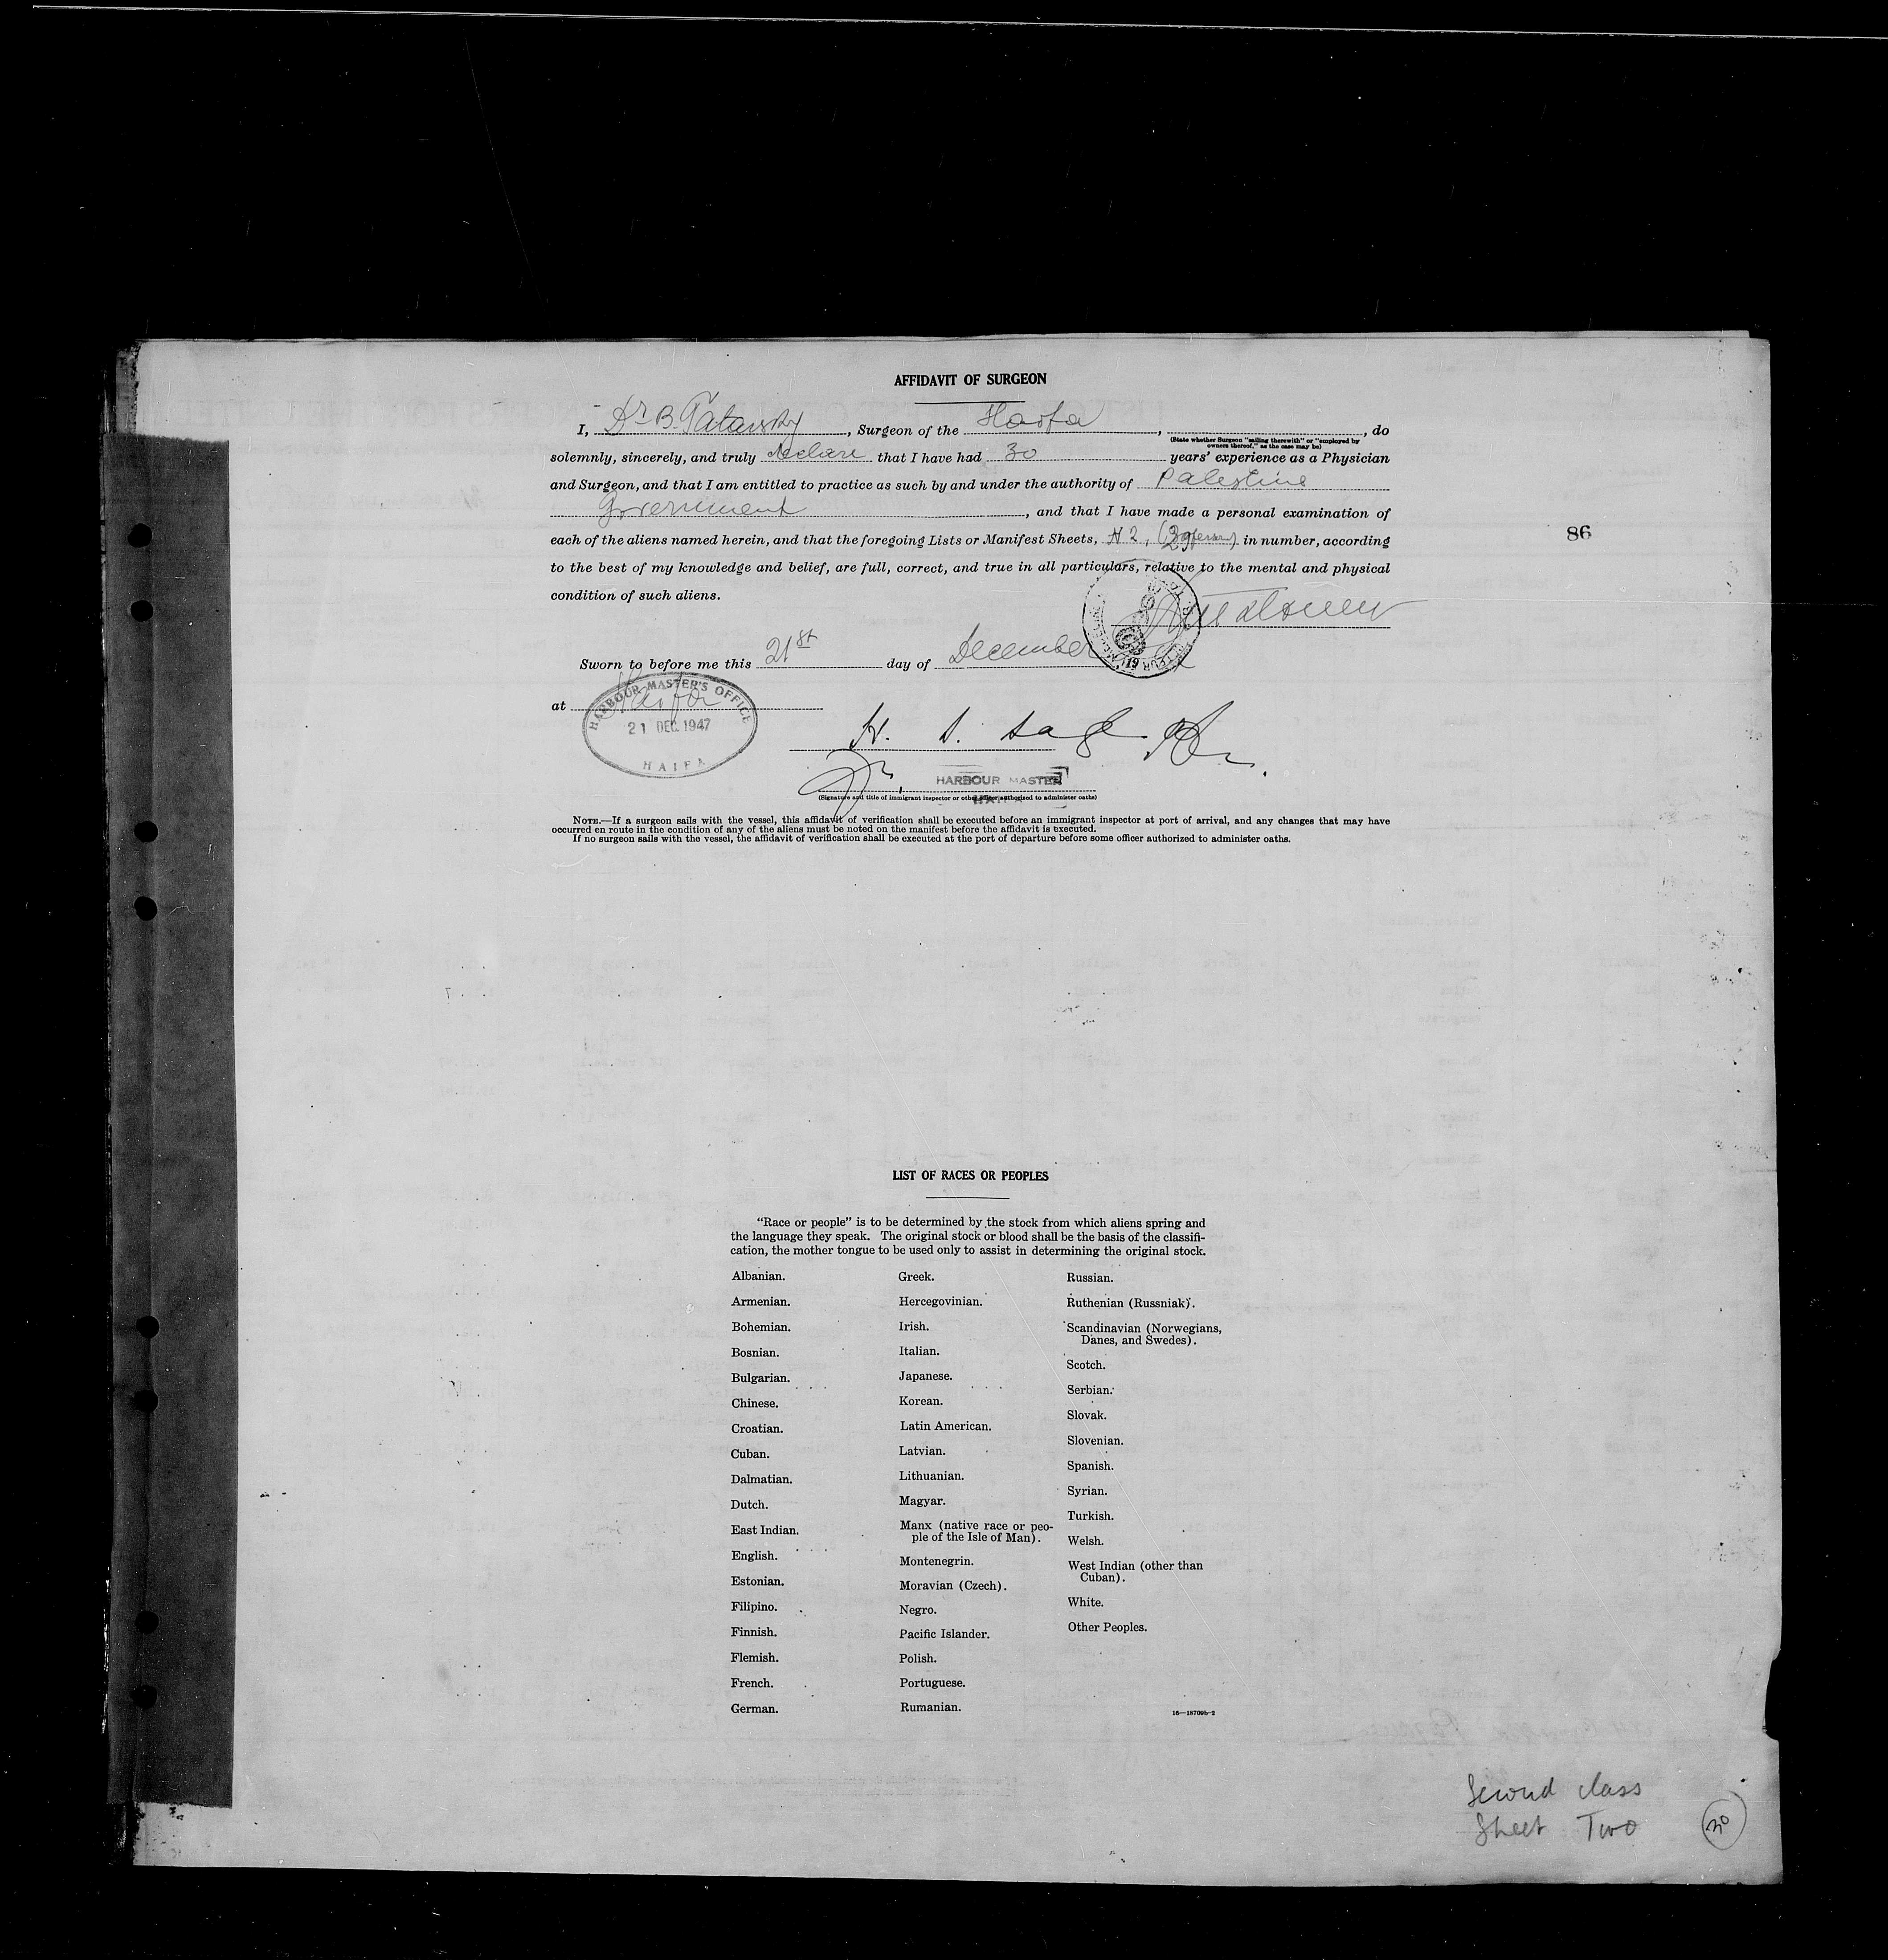 AFFIDAVIT OF SURGEON
I, Dr B. Tatarsky, Surgeon of the Haifa, , do
(State whether Surgeon "sailing therewith" or "employed by
owners thereof," as the case may be)
solemnly, sincerely, and truly declare that I have had 30 years' experience as a Physician
and Surgeon, and that I am entitled to practice as such by and under the authority of Palestine
Government, and that I have made a personal examination of
86
each of the aliens named herein, and that the foregoing Lists or Manifest Sheets, N 2, in number, according
to the best of my knowledge and belief, are full, correct, and true in all particulars, relative to the mental and physical
condition of such aliens.
Sworn to before me this 21st day of December
at Haifa
HARBOUR MASTER'S OFFICE
21 DEC. 1947
HAIFA
HARBOUR MASTER
HAIFA
(Signature and title of immigrant inspector or other officer authorized to administer oaths)
NOTE.—If a surgeon sails with the vessel, this affidavit of verification shall be executed before an immigrant inspector at port of arrival, and any changes that may have
occurred en route in the condition of any of the aliens must be noted on the manifest before the affidavit is executed.
If no surgeon sails with the vessel, the affidavit of verification shall be executed at the port of departure before some officer authorized to administer oaths.
LIST OF RACES OR PEOPLES
"Race or people" is to be determined by the stock from which aliens spring and
the language they speak. The original stock or blood shall be the basis of the classifi-
cation, the mother tongue to be used only to assist in determining the original stock.
Albanian.
Armenian.
Bohemian.
Bosnian.
Bulgarian.
Chinese.
Croatian.
Cuban.
Dalmatian.
Dutch.
East Indian.
English.
Estonian.
Filipino.
Finnish.
Flemish.
French.
German.
Greek.
Hercegovinian.
Irish.
Italian.
Japanese.
Korean.
Latin American.
Latvian.
Lithuanian.
Magyar.
Manx (native race or peo-
ple of the Isle of Man).
Montenegrin.
Moravian (Czech).
Negro.
Pacific Islander.
Polish.
Portuguese.
Rumanian.
Russian.
Ruthenian (Russniak).
Scandinavian (Norwegians,
Danes, and Swedes).
Scotch.
Serbian.
Slovak.
Slovenian.
Spanish.
Syrian.
Turkish.
Welsh.
West Indian (other than
Cuban).
White.
Other Peoples.
16—18709b-2
Second class
Sheet Two
30